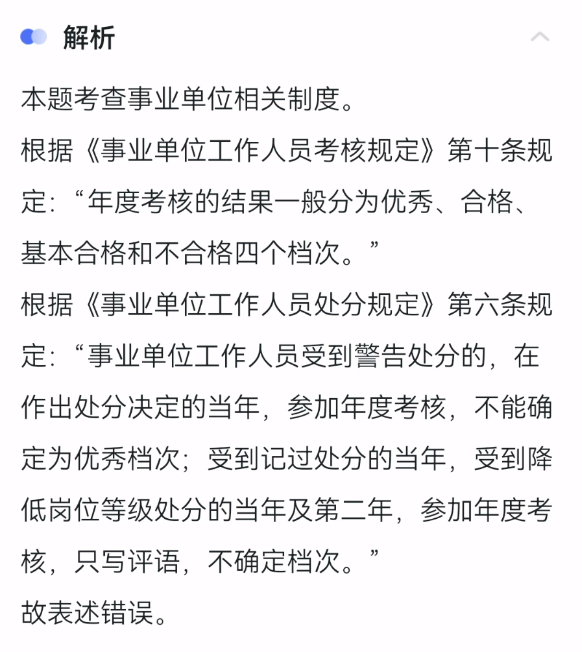 解析
本题考查事业单位相关制度。
根据《事业单位工作人员考核规定》第十条规
定：“年度考核的结果一般分为优秀、合格、
基本合格和不合格四个档次。”
根据《事业单位工作人员处分规定》第六条规
定：“事业单位工作人员受到警告处分的，在
作出处分决定的当年，参加年度考核，不能确
定为优秀档次；受到记过处分的当年，受到降
低岗位等级处分的当年及第二年，参加年度考
核，只写评语，不确定档次。”
故表述错误。